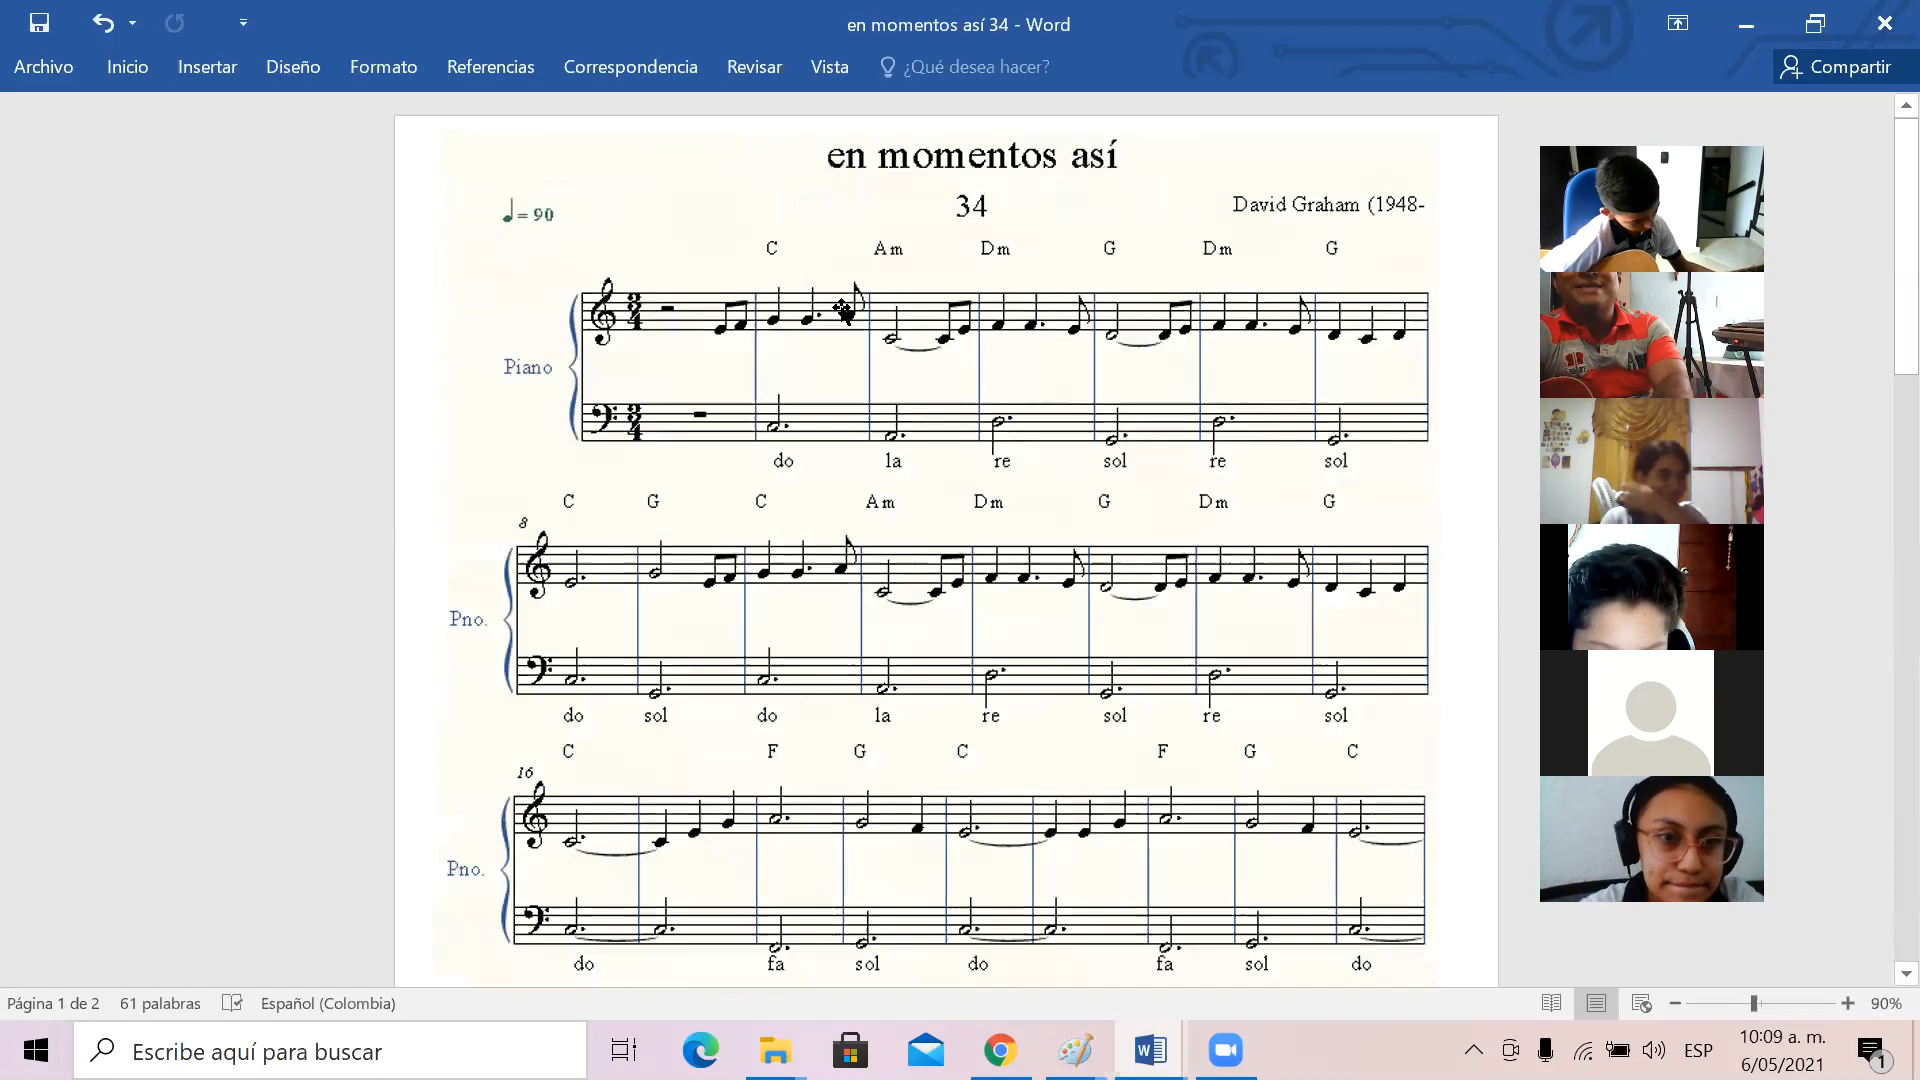 en momentos así 34 - Word
Archivo Inicio Insertar Diseño Formato Referencias Correspondencia Revisar Vista ¿Qué desea hacer? Compartir
en momentos así
34
= 90
David Graham (1948-
C Am Dm G Dm G
Piano
do la re sol re sol
C G C Am Dm G Dm G
8
Pno.
do sol do la re sol re sol
C F G C F G C
16
Pno.
do fa sol do fa sol do
Página 1 de 2 61 palabras Español (Colombia) 90%
Escribe aquí para buscar
ESP
10:09 a. m.
6/05/2021
1